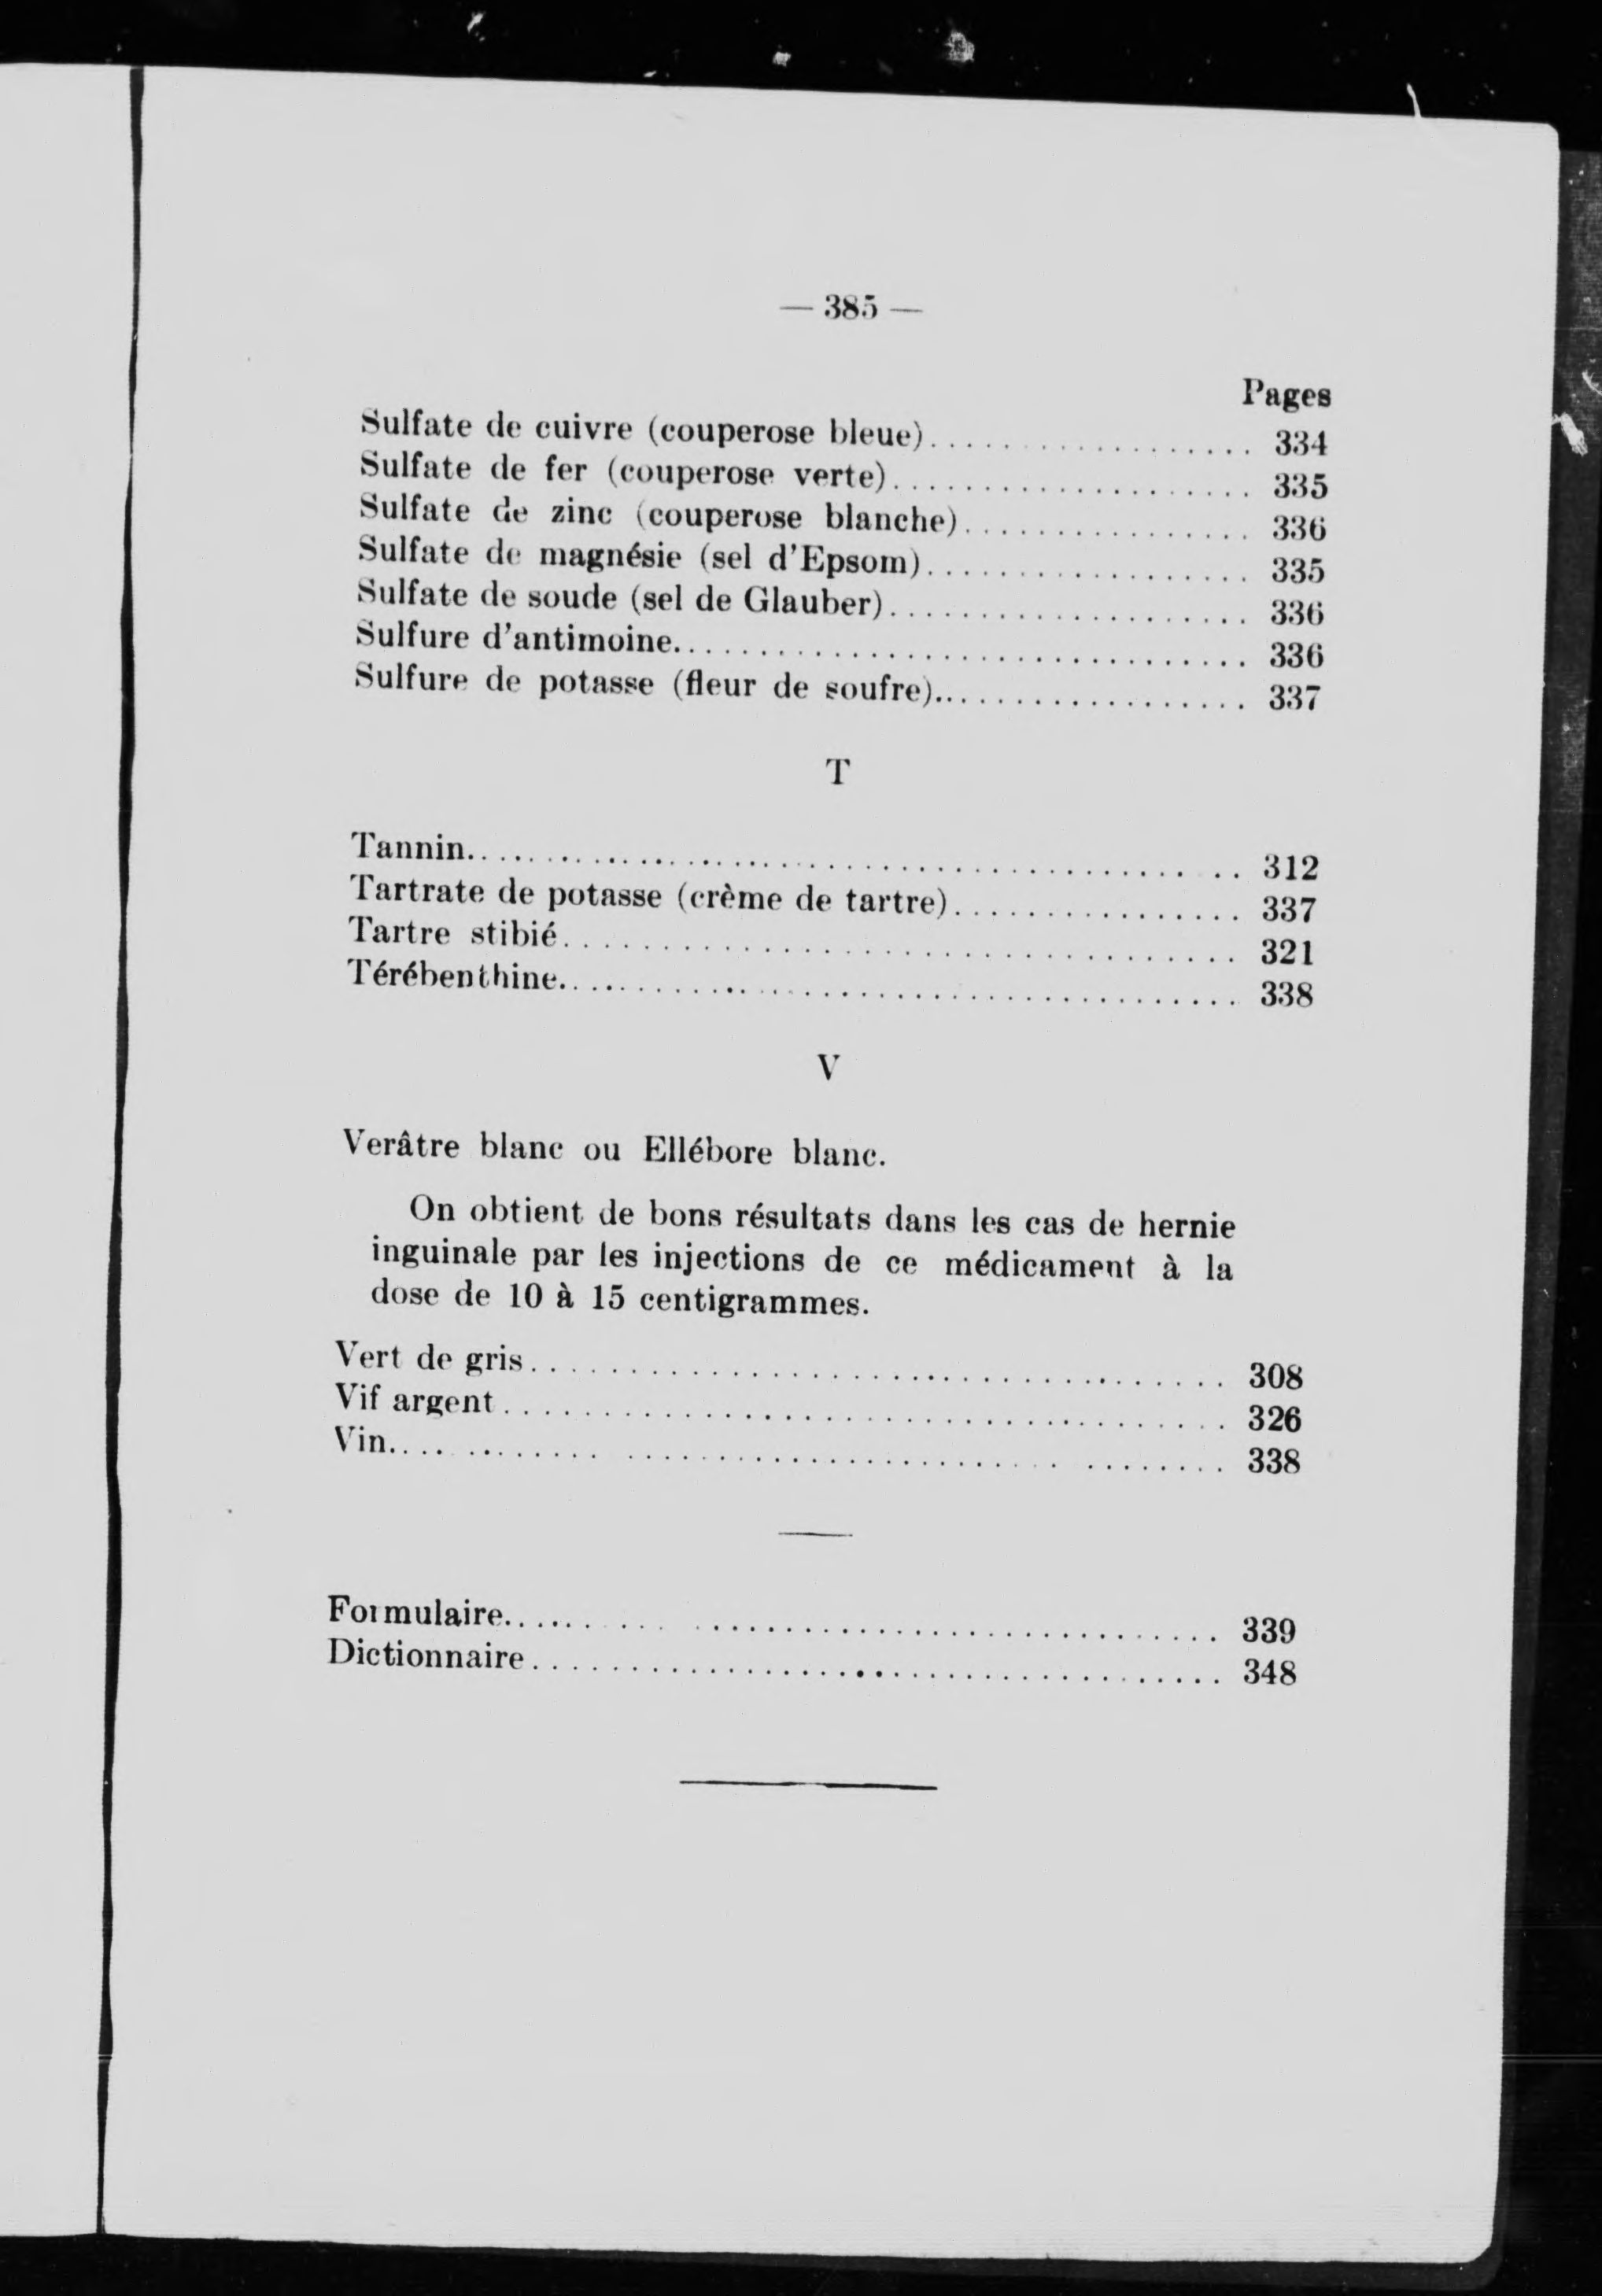 — 385 —
Pages
Sulfate de cuivre (couperose bleue)................... 334
Sulfate de fer (couperose verte)..................... 335
Sulfate de zinc (couperose blanche)................. 336
Sulfate de magnésie (sel d'Epsom)................... 335
Sulfate de soude (sel de Glauber)..................... 336
Sulfure d'antimoine.................................. 336
Sulfure de potasse (fleur de soufre)................... 337
T
Tannin............................................... 312
Tartrate de potasse (crème de tartre)................. 337
Tartre stibié........................................ 321
Térébenthine......................................... 338
V
Verâtre blanc ou Ellébore blanc.
On obtient de bons résultats dans les cas de hernie
inguinale par les injections de ce médicament à la
dose de 10 à 15 centigrammes.
Vert de gris......................................... 308
Vif argent........................................... 326
Vin.................................................. 338
Formulaire........................................... 339
Dictionnaire......................................... 348